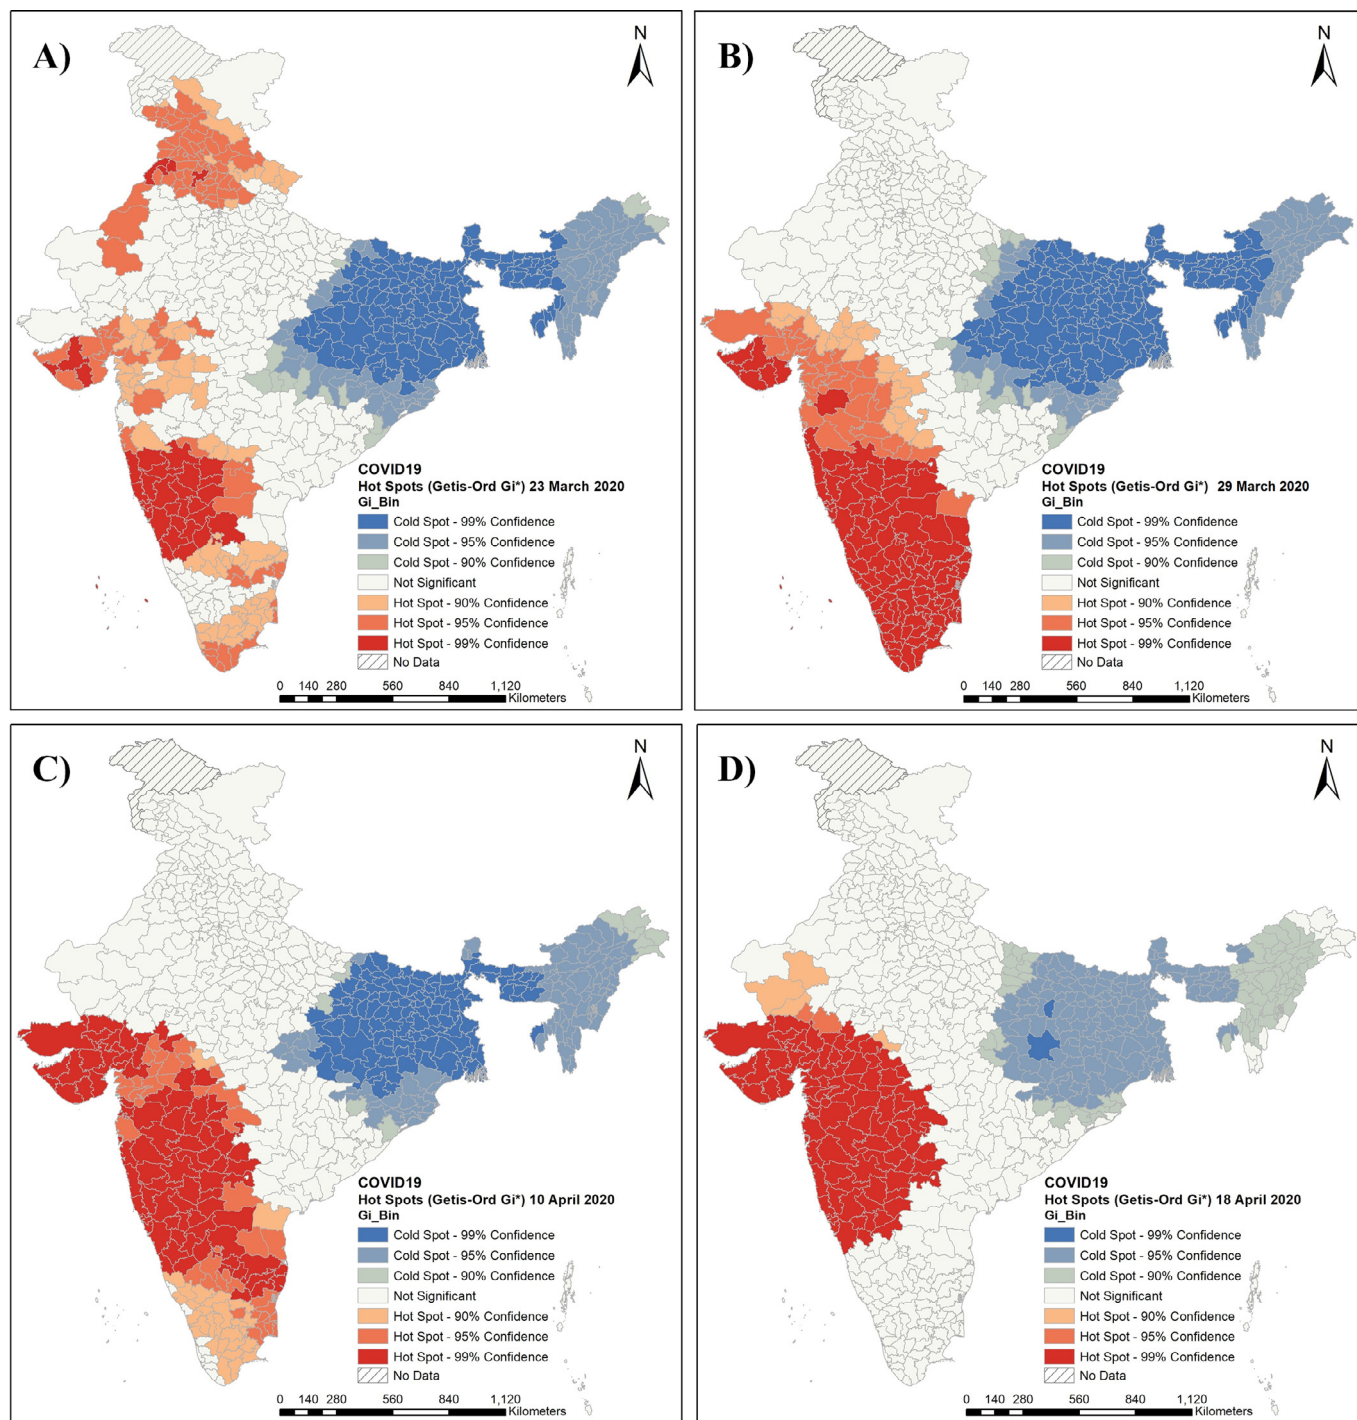 A)
N
COVID19
Hot Spots (Getis-Ord Gi*) 23 March 2020
Gi_Bin
Cold Spot - 99% Confidence
Cold Spot - 95% Confidence
Cold Spot - 90% Confidence
Not Significant
Hot Spot - 90% Confidence
Hot Spot - 95% Confidence
Hot Spot - 99% Confidence
No Data
0 140 280 560 840 1,120
Kilometers
B)
N
COVID19
Hot Spots (Getis-Ord Gi*) 29 March 2020
Gi_Bin
Cold Spot - 99% Confidence
Cold Spot - 95% Confidence
Cold Spot - 90% Confidence
Not Significant
Hot Spot - 90% Confidence
Hot Spot - 95% Confidence
Hot Spot - 99% Confidence
No Data
0 140 280 560 840 1,120
Kilometers
C)
N
COVID19
Hot Spots (Getis-Ord Gi*) 10 April 2020
Gi_Bin
Cold Spot - 99% Confidence
Cold Spot - 95% Confidence
Cold Spot - 90% Confidence
Not Significant
Hot Spot - 90% Confidence
Hot Spot - 95% Confidence
Hot Spot - 99% Confidence
No Data
0 140 280 560 840 1,120
Kilometers
D)
N
COVID19
Hot Spots (Getis-Ord Gi*) 18 April 2020
Gi_Bin
Cold Spot - 99% Confidence
Cold Spot - 95% Confidence
Cold Spot - 90% Confidence
Not Significant
Hot Spot - 90% Confidence
Hot Spot - 95% Confidence
Hot Spot - 99% Confidence
No Data
0 140 280 560 840 1,120
Kilometers